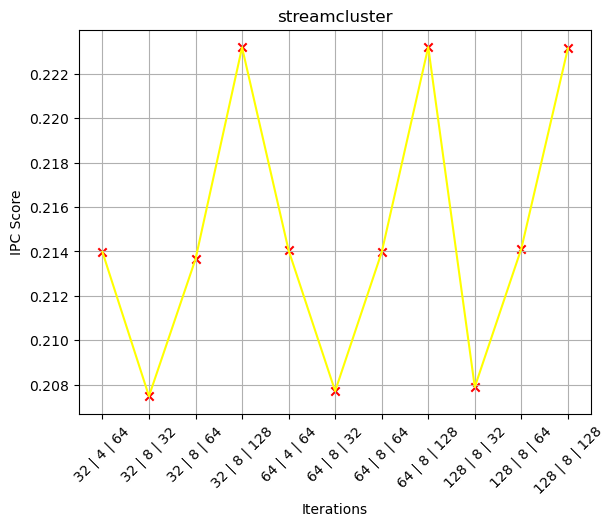 streamcluster
IPC Score
0.222
0.220
0.218
0.216
0.214
0.212
0.210
0.208
32 | 4 | 64
32 | 8 | 32
32 | 8 | 64
32 | 8 | 128
64 | 4 | 64
64 | 8 | 32
64 | 8 | 64
64 | 8 | 128
128 | 8 | 32
128 | 8 | 64
128 | 8 | 128
Iterations